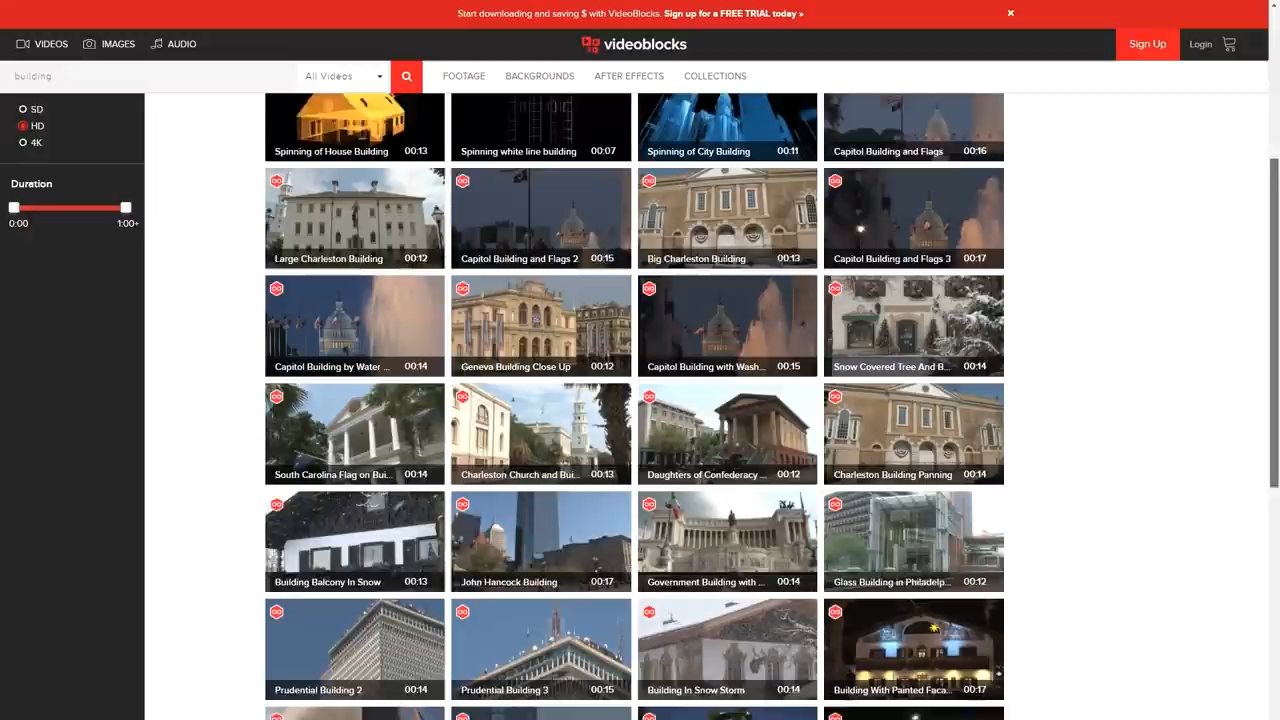 Start downloading and saving $ with VideoBlocks. Sign up for a FREE TRIAL today »
VIDEOS IMAGES AUDIO
videoblocks
Sign Up Login
building
All Videos
FOOTAGE BACKGROUNDS AFTER EFFECTS COLLECTIONS
SD
HD
4K
Duration
0:00 1:00+
Spinning of House Building 00:13
Spinning white line building 00:07
Spinning of City Building 00:11
Capitol Building and Flags 00:16
Large Charleston Building 00:12
Capitol Building and Flags 2 00:15
Big Charleston Building 00:13
Capitol Building and Flags 3 00:17
Capitol Building by Water ... 00:14
Geneva Building Close Up 00:12
Capitol Building with Wash... 00:15
Snow Covered Tree And B... 00:14
South Carolina Flag on Bui... 00:14
Charleston Church and Bui... 00:13
Daughters of Confederacy ... 00:12
Charleston Building Panning 00:14
Building Balcony In Snow 00:13
John Hancock Building 00:17
Government Building with ... 00:14
Glass Building in Philadelp... 00:12
Prudential Building 2 00:14
Prudential Building 3 00:15
Building In Snow Storm 00:14
Building With Painted Faca... 00:17